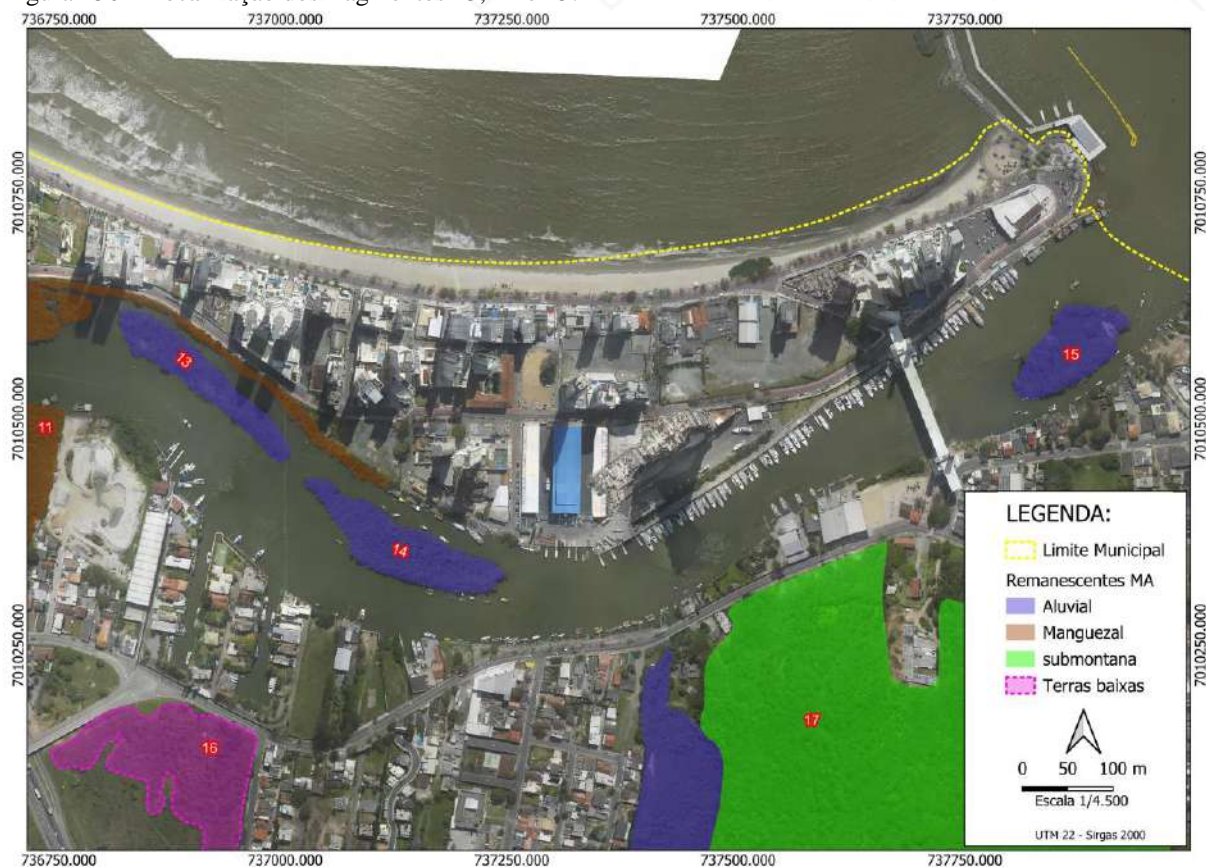 736750.000 737000.000 737250.000 737500.000 737750.000
7010750.000 7010750.000
13
15
11
7010500.000 7010500.000
14
LEGENDA:
Limite Municipal
Remanescentes MA
Aluvial
Manguezal
submontana
Terras baixas
7010250.000 7010250.000
17
16
0 50 100 m
Escala 1/4.500
UTM 22 - Sirgas 2000
736750.000 737000.000 737250.000 737500.000 737750.000